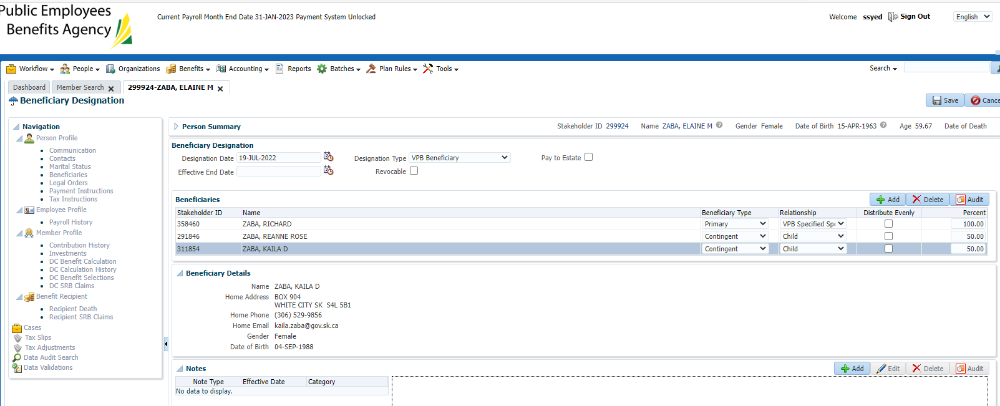 Public Employees
Benefits Agency
Current Payroll Month End Date 31-JAN-2023 Payment System Unlocked
Welcome ssyed Sign Out English
Workflow People Organizations Benefits Accounting Reports Batches Plan Rules Tools Search
Dashboard Member Search 299924-ZABA, ELAINE M
Beneficiary Designation
Save Cance
Navigation
Person Profile
Communication
Contacts
Marital Status
Beneficiaries
Legal Orders
Payment Instructions
Tax Instructions
Employee Profile
Payroll History
Member Profile
Contribution History
Investments
DC Benefit Calculation
DC Calculation History
DC Benefit Selections
DC SRB Claims
Benefit Recipient
Recipient Death
Recipient SRB Claims
Cases
Tax Slips
Tax Adjustments
Data Audit Search
Data Validations
Person Summary Stakeholder ID 299924 Name ZABA, ELAINE M Gender Female Date of Birth 15-APR-1963 Age 59.67 Date of Death
Beneficiary Designation
Designation Date 19-JUL-2022 Designation Type VPB Beneficiary Pay to Estate
Effective End Date Revocable
Beneficiaries Add Delete Audit
Stakeholder ID Name Beneficiary Type Relationship Distribute Evenly Percent
358460 ZABA, RICHARD Primary VPB Specified Sp 100.00
291846 ZABA, REANNE ROSE Contingent Child 50.00
311854 ZABA, KAILA D Contingent Child 50.00
Beneficiary Details
Name ZABA, KAILA D
Home Address BOX 904
WHITE CITY SK S4L 5B1
Home Phone (306) 529-9856
Home Email kaila.zaba@gov.sk.ca
Gender Female
Date of Birth 04-SEP-1988
Notes Add Edit Delete Audit
Note Type Effective Date Category
No data to display.